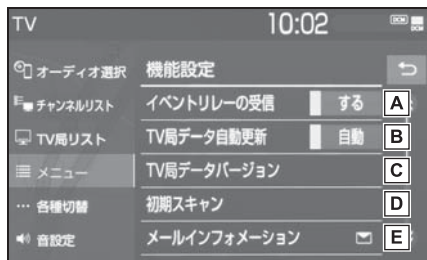 TV 10:02 DCM
オーディオ選択
チャンネルリスト
TV局リスト
メニュー
各種切替
音設定
機能設定
イベントリレーの受信 する A
TV局データ自動更新 自動 B
TV局データバージョン C
初期スキャン D
メールインフォメーション E